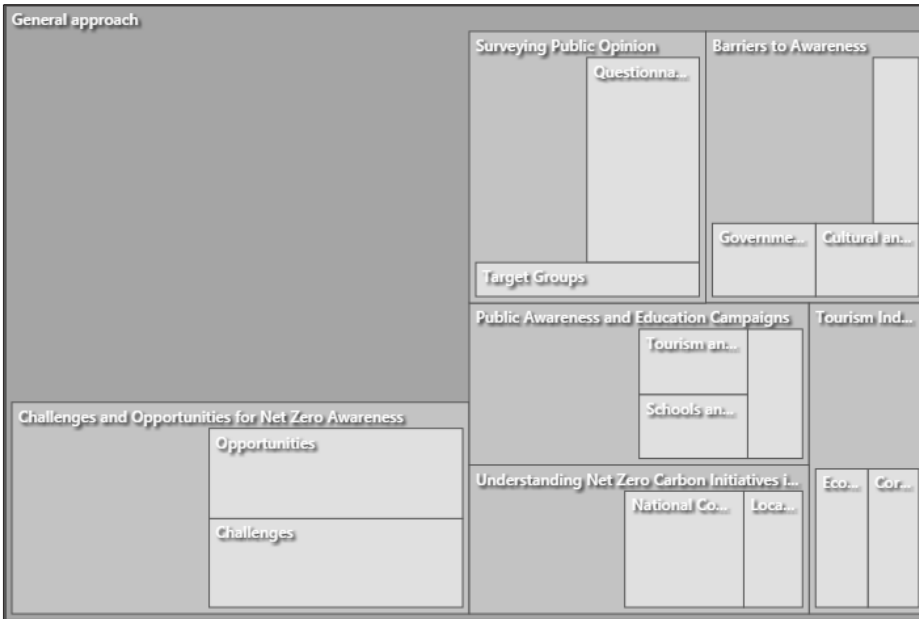 General approach
Surveying Public Opinion
Questionna...
Target Groups
Barriers to Awareness
Governme...
Cultural an...
Public Awareness and Education Campaigns
Tourism an...
Schools an...
Tourism Ind...
Eco...
Cor...
Challenges and Opportunities for Net Zero Awareness
Opportunities
Challenges
Understanding Net Zero Carbon Initiatives i...
National Co...
Loca...